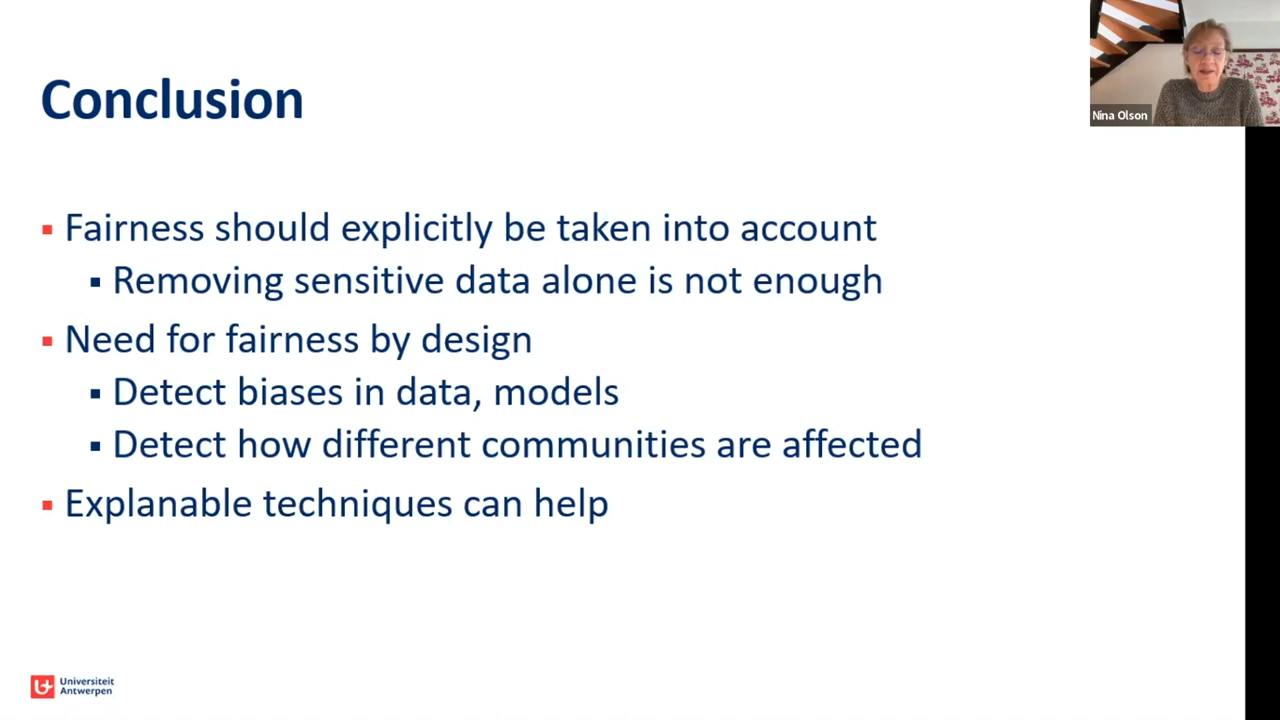 Conclusion
Nina Olson
Fairness should explicitly be taken into account
Removing sensitive data alone is not enough
Need for fairness by design
Detect biases in data, models
Detect how different communities are affected
Explanable techniques can help
Universiteit
Antwerpen